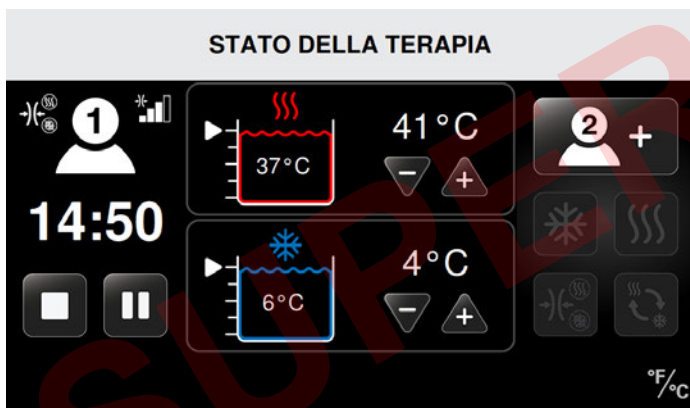 STATO DELLA TERAPIA
1
41°C
2 +
37°C
14:50
4°C
6°C
°F/°C
SUPER